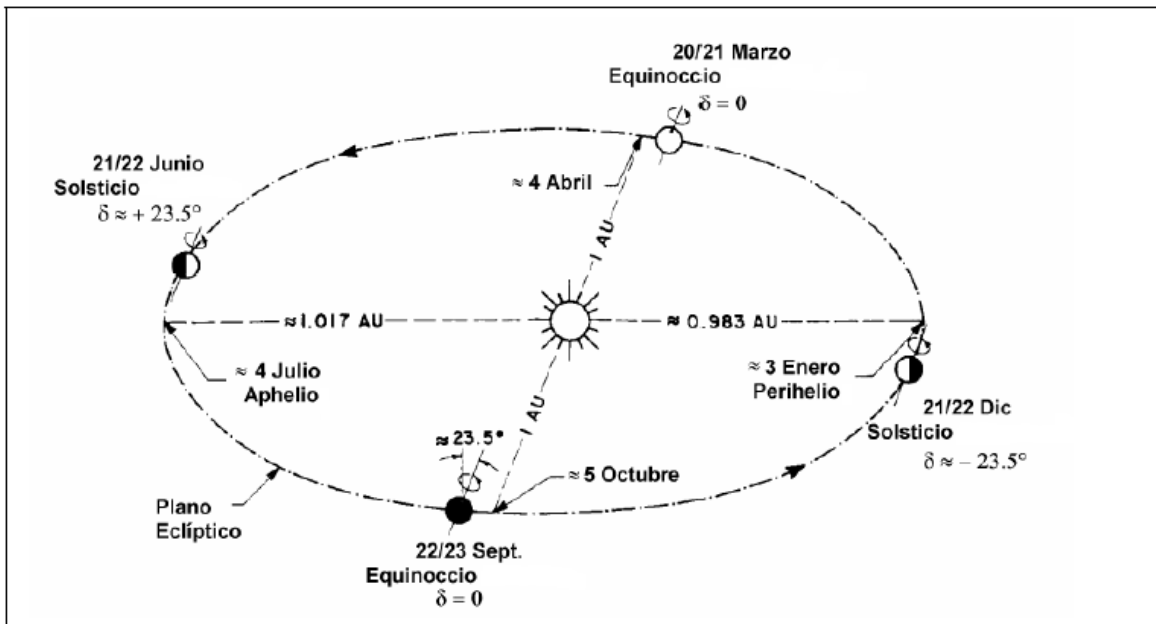 20/21 Marzo
Equinoccio
δ = 0
21/22 Junio
Solsticio
δ ≈ + 23.5°
≈ 4 Abril
1 AU
≈1.017 AU
≈ 0.983 AU
≈ 4 Julio
Aphelio
≈ 3 Enero
Perihelio
21/22 Dic
Solsticio
δ ≈ − 23.5°
≈ 23.5°
1 AU
≈ 5 Octubre
Plano
Eclíptico
22/23 Sept.
Equinoccio
δ = 0